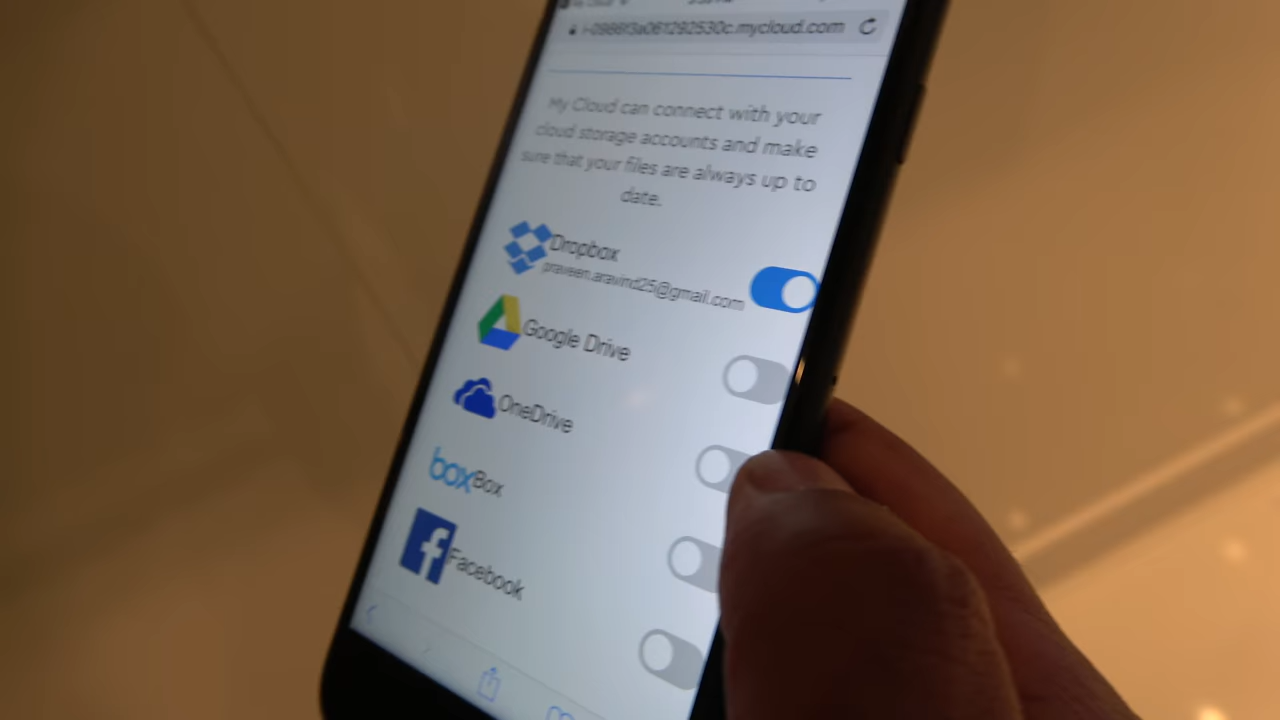 i-0986f3a061292530c.mycloud.com
My Cloud can connect with your
cloud storage accounts and make
sure that your files are always up to
date.
Dropbox
praveen.aravind25@gmail.com
Google Drive
OneDrive
box Box
f Facebook